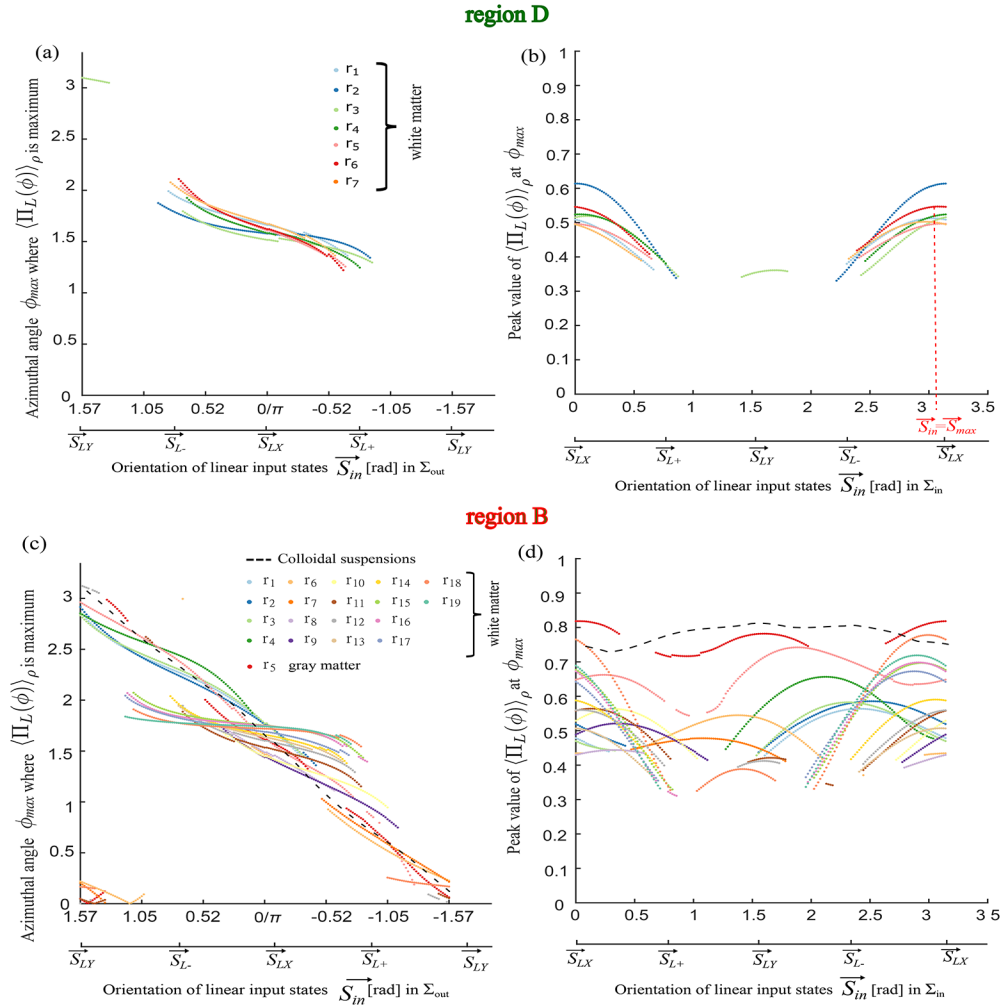 region D
(a)
Azimuthal angle ϕmax where ⟨ΠL(ϕ)⟩ρ is maximum
3
2.5
2
1.5
1
0.5
0
r1
r2
r3
r4
r5
r6
r7
white matter
1.57 1.05 0.52 0/π -0.52 -1.05 -1.57
SLY SL- SLX SL+ SLY
Orientation of linear input states Sin [rad] in Σout
(b)
Peak value of ⟨ΠL(ϕ)⟩ρ at ϕmax
1
0.9
0.8
0.7
0.6
0.5
0.4
0.3
0.2
0.1
0
0 0.5 1 1.5 2 2.5 3 3.5
Sin=Smax
SLX SL+ SLY SL- SLX
Orientation of linear input states Sin [rad] in Σin
region B
(c)
Azimuthal angle ϕmax where ⟨ΠL(ϕ)⟩ρ is maximum
3
2.5
2
1.5
1
0.5
0
Colloidal suspensions
r1 r6 r10 r14 r18
r2 r7 r11 r15 r19
r3 r8 r12 r16
r4 r9 r13 r17
white matter
r5 gray matter
1.57 1.05 0.52 0/π -0.52 -1.05 -1.57
SLY SL- SLX SL+ SLY
Orientation of linear input states Sin [rad] in Σout
(d)
Peak value of ⟨ΠL(ϕ)⟩ρ at ϕmax
1
0.9
0.8
0.7
0.6
0.5
0.4
0.3
0.2
0.1
0
0 0.5 1 1.5 2 2.5 3 3.5
SLX SL+ SLY SL- SLX
Orientation of linear input states Sin [rad] in Σin